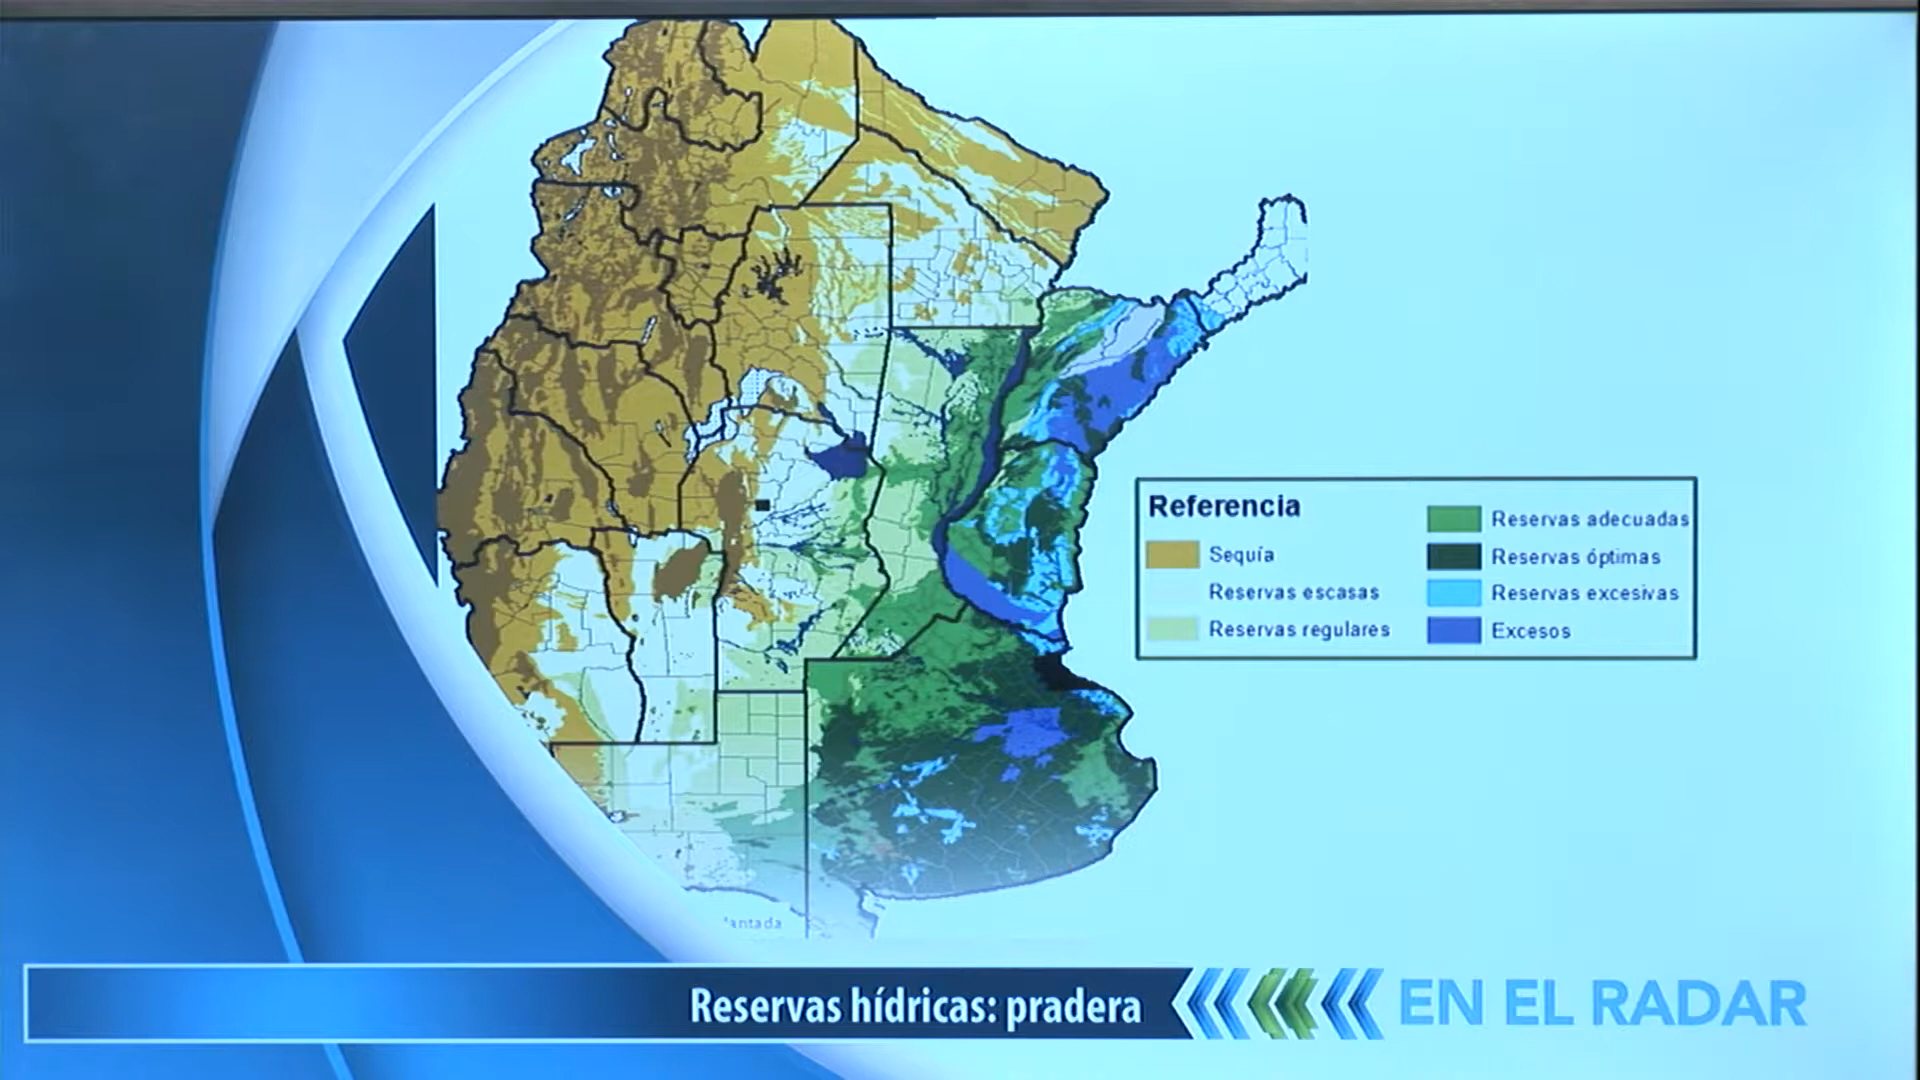 Referencia
Sequía
Reservas escasas
Reservas regulares
Reservas adecuadas
Reservas óptimas
Reservas excesivas
Excesos
antada
Reservas hídricas: pradera
EN EL RADAR